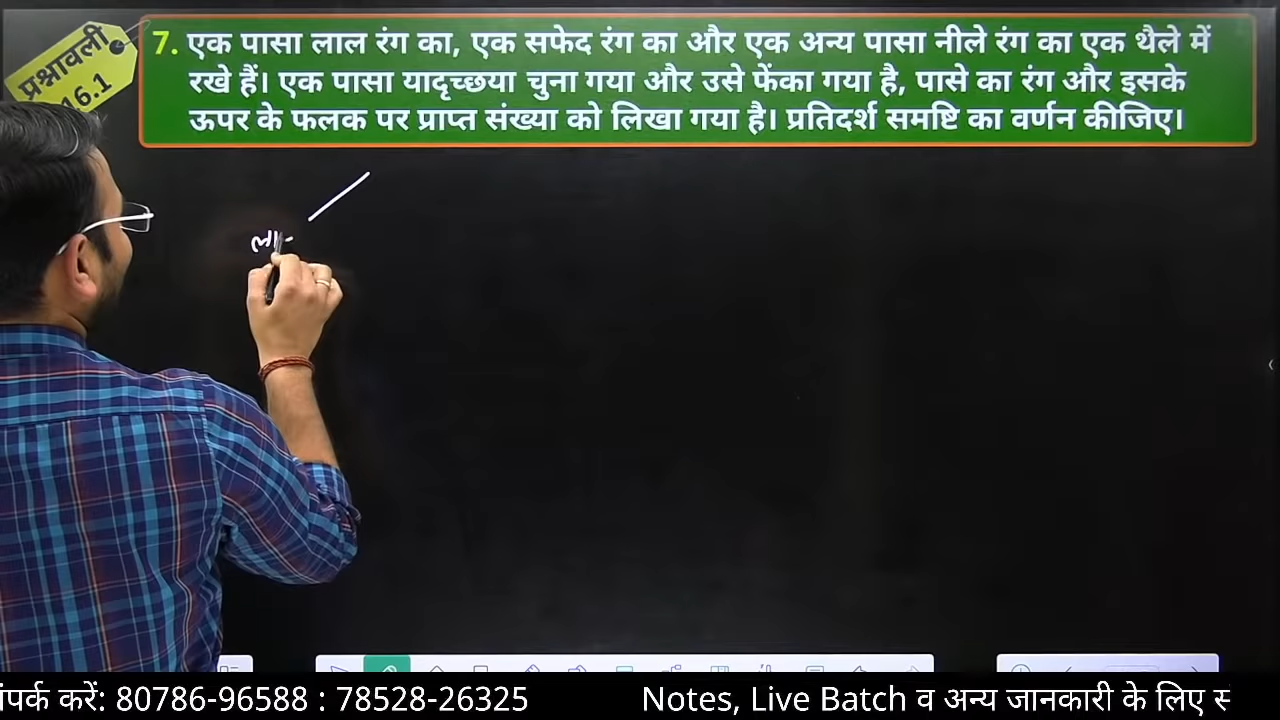 प्रश्नावली
16.1
7. एक पासा लाल रंग का, एक सफेद रंग का और एक अन्य पासा नीले रंग का एक थैले में
रखे हैं। एक पासा यादृच्छया चुना गया और उसे फेंका गया है, पासे का रंग और इसके
ऊपर के फलक पर प्राप्त संख्या को लिखा गया है। प्रतिदर्श समष्टि का वर्णन कीजिए।
ला
संपर्क करें: 80786-96588 : 78528-26325 Notes, Live Batch व अन्य जानकारी के लिए